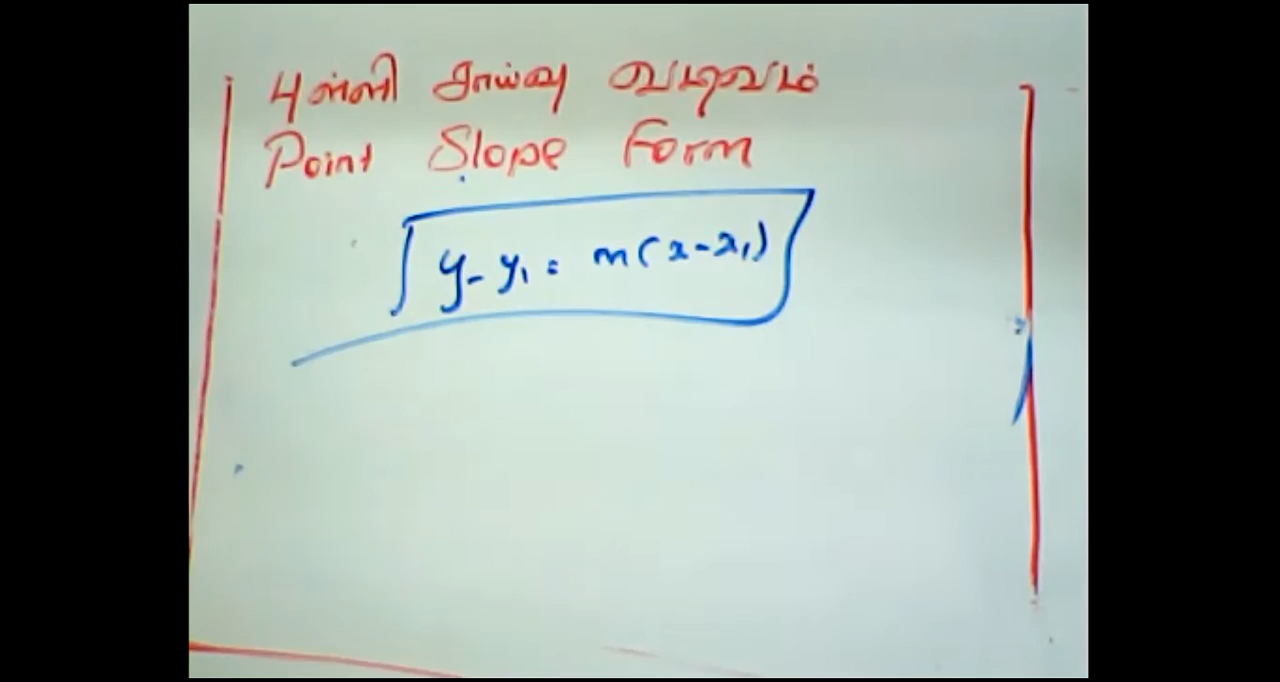 புள்ளி சாய்வு வடிவம்
Point Slope Form
y - y₁ = m(x - x₁)